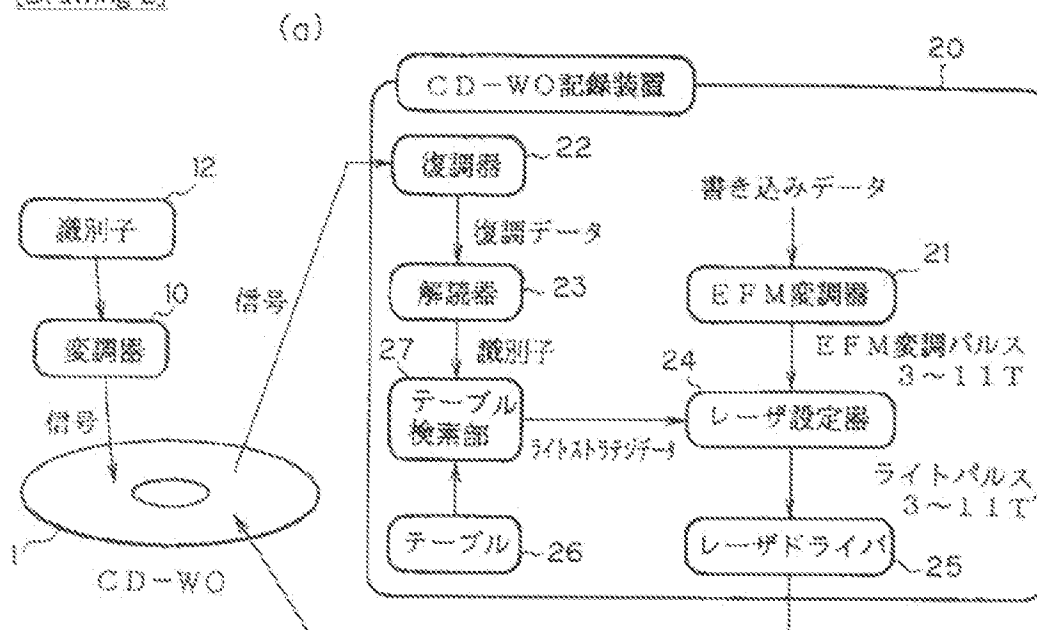 [Drawing 2]
(a)
20
CD-WO記録装置
復調器
22
12
識別子
書き込みデータ
復調データ
10
変調器
信号
解読器
23
21
EFM変調器
識別子
EFM変調パルス
3~11T
27
24
信号
テーブル
検索部
ライトストラテジデータ
レーザ設定器
ライトパルス
3~11T
テーブル
26
レーザドライバ
25
1
CD-WO